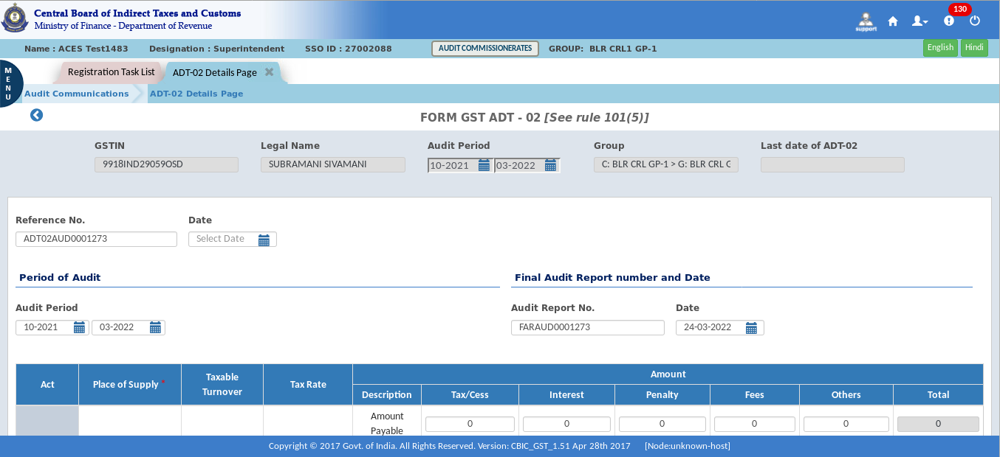 Central Board of Indirect Taxes and Customs
Ministry of Finance - Department of Revenue
support
130
Name : ACES Test1483 Designation : Superintendent SSO ID : 27002088 AUDIT COMMISSIONERATES GROUP: BLR CRL1 GP-1 English Hindi
MENU
Registration Task List ADT-02 Details Page
Audit Communications ADT-02 Details Page
FORM GST ADT - 02 [See rule 101(5)]
GSTIN Legal Name Audit Period Group Last date of ADT-02
9918IND29059OSD SUBRAMANI SIVAMANI 10-2021 03-2022 C: BLR CRL GP-1 > G: BLR CRL G
Reference No. Date
ADT02AUD0001273 Select Date
Period of Audit Final Audit Report number and Date
Audit Period Audit Report No. Date
10-2021 03-2022 FARAUD0001273 24-03-2022
Act Place of Supply * Taxable Turnover Tax Rate Amount
Description Tax/Cess Interest Penalty Fees Others Total
Amount Payable 0 0 0 0 0 0
Copyright © 2017 Govt. of India. All Rights Reserved. Version: CBIC_GST_1.51 Apr 28th 2017 [Node:unknown-host]